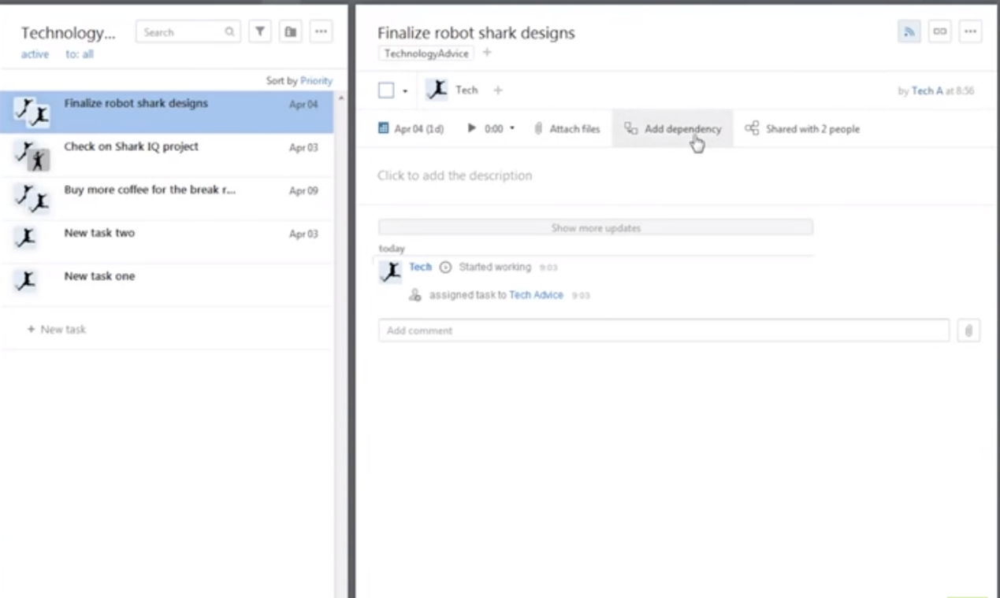 Technology...
Search
active to: all
Sort by Priority
Finalize robot shark designs Apr 04
Check on Shark IQ project Apr 03
Buy more coffee for the break r... Apr 09
New task two Apr 03
New task one
+ New task
Finalize robot shark designs
TechnologyAdvice +
Tech +
by Tech A at 8:56
Apr 04 (1d) 0:00 Attach files Add dependency Shared with 2 people
Click to add the description
Show more updates
today
Tech Started working 9:03
assigned task to Tech Advice 9:03
Add comment